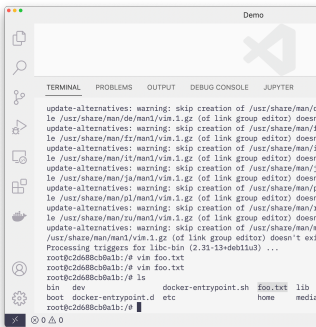 Demo
TERMINAL PROBLEMS OUTPUT DEBUG CONSOLE JUPYTER
update-alternatives: warning: skip creation of /usr/share/man/d
le /usr/share/man/de/man1/vim.1.gz (of link group editor) doesn
update-alternatives: warning: skip creation of /usr/share/man/f
le /usr/share/man/fr/man1/vim.1.gz (of link group editor) doesn
update-alternatives: warning: skip creation of /usr/share/man/i
le /usr/share/man/it/man1/vim.1.gz (of link group editor) doesn
update-alternatives: warning: skip creation of /usr/share/man/j
le /usr/share/man/ja/man1/vim.1.gz (of link group editor) doesn
update-alternatives: warning: skip creation of /usr/share/man/p
le /usr/share/man/pl/man1/vim.1.gz (of link group editor) doesn
update-alternatives: warning: skip creation of /usr/share/man/r
le /usr/share/man/ru/man1/vim.1.gz (of link group editor) doesn
update-alternatives: warning: skip creation of /usr/share/man/m
/usr/share/man/man1/vim.1.gz (of link group editor) doesn't exi
Processing triggers for libc-bin (2.31-13+deb11u3) ...
root@c2d688cb0a1b:/# vim foo.txt
root@c2d688cb0a1b:/# vim foo.txt
root@c2d688cb0a1b:/# ls
bin dev docker-entrypoint.sh foo.txt lib
boot docker-entrypoint.d etc home media
root@c2d688cb0a1b:/#
0 0